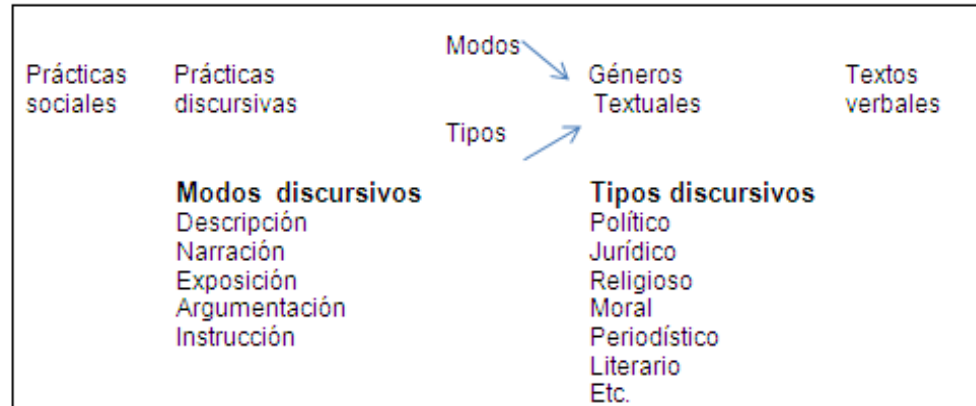 Modos
Prácticas sociales
Prácticas discursivas
Géneros Textuales
Textos verbales
Tipos
Modos discursivos
Descripción
Narración
Exposición
Argumentación
Instrucción
Tipos discursivos
Político
Jurídico
Religioso
Moral
Periodístico
Literario
Etc.